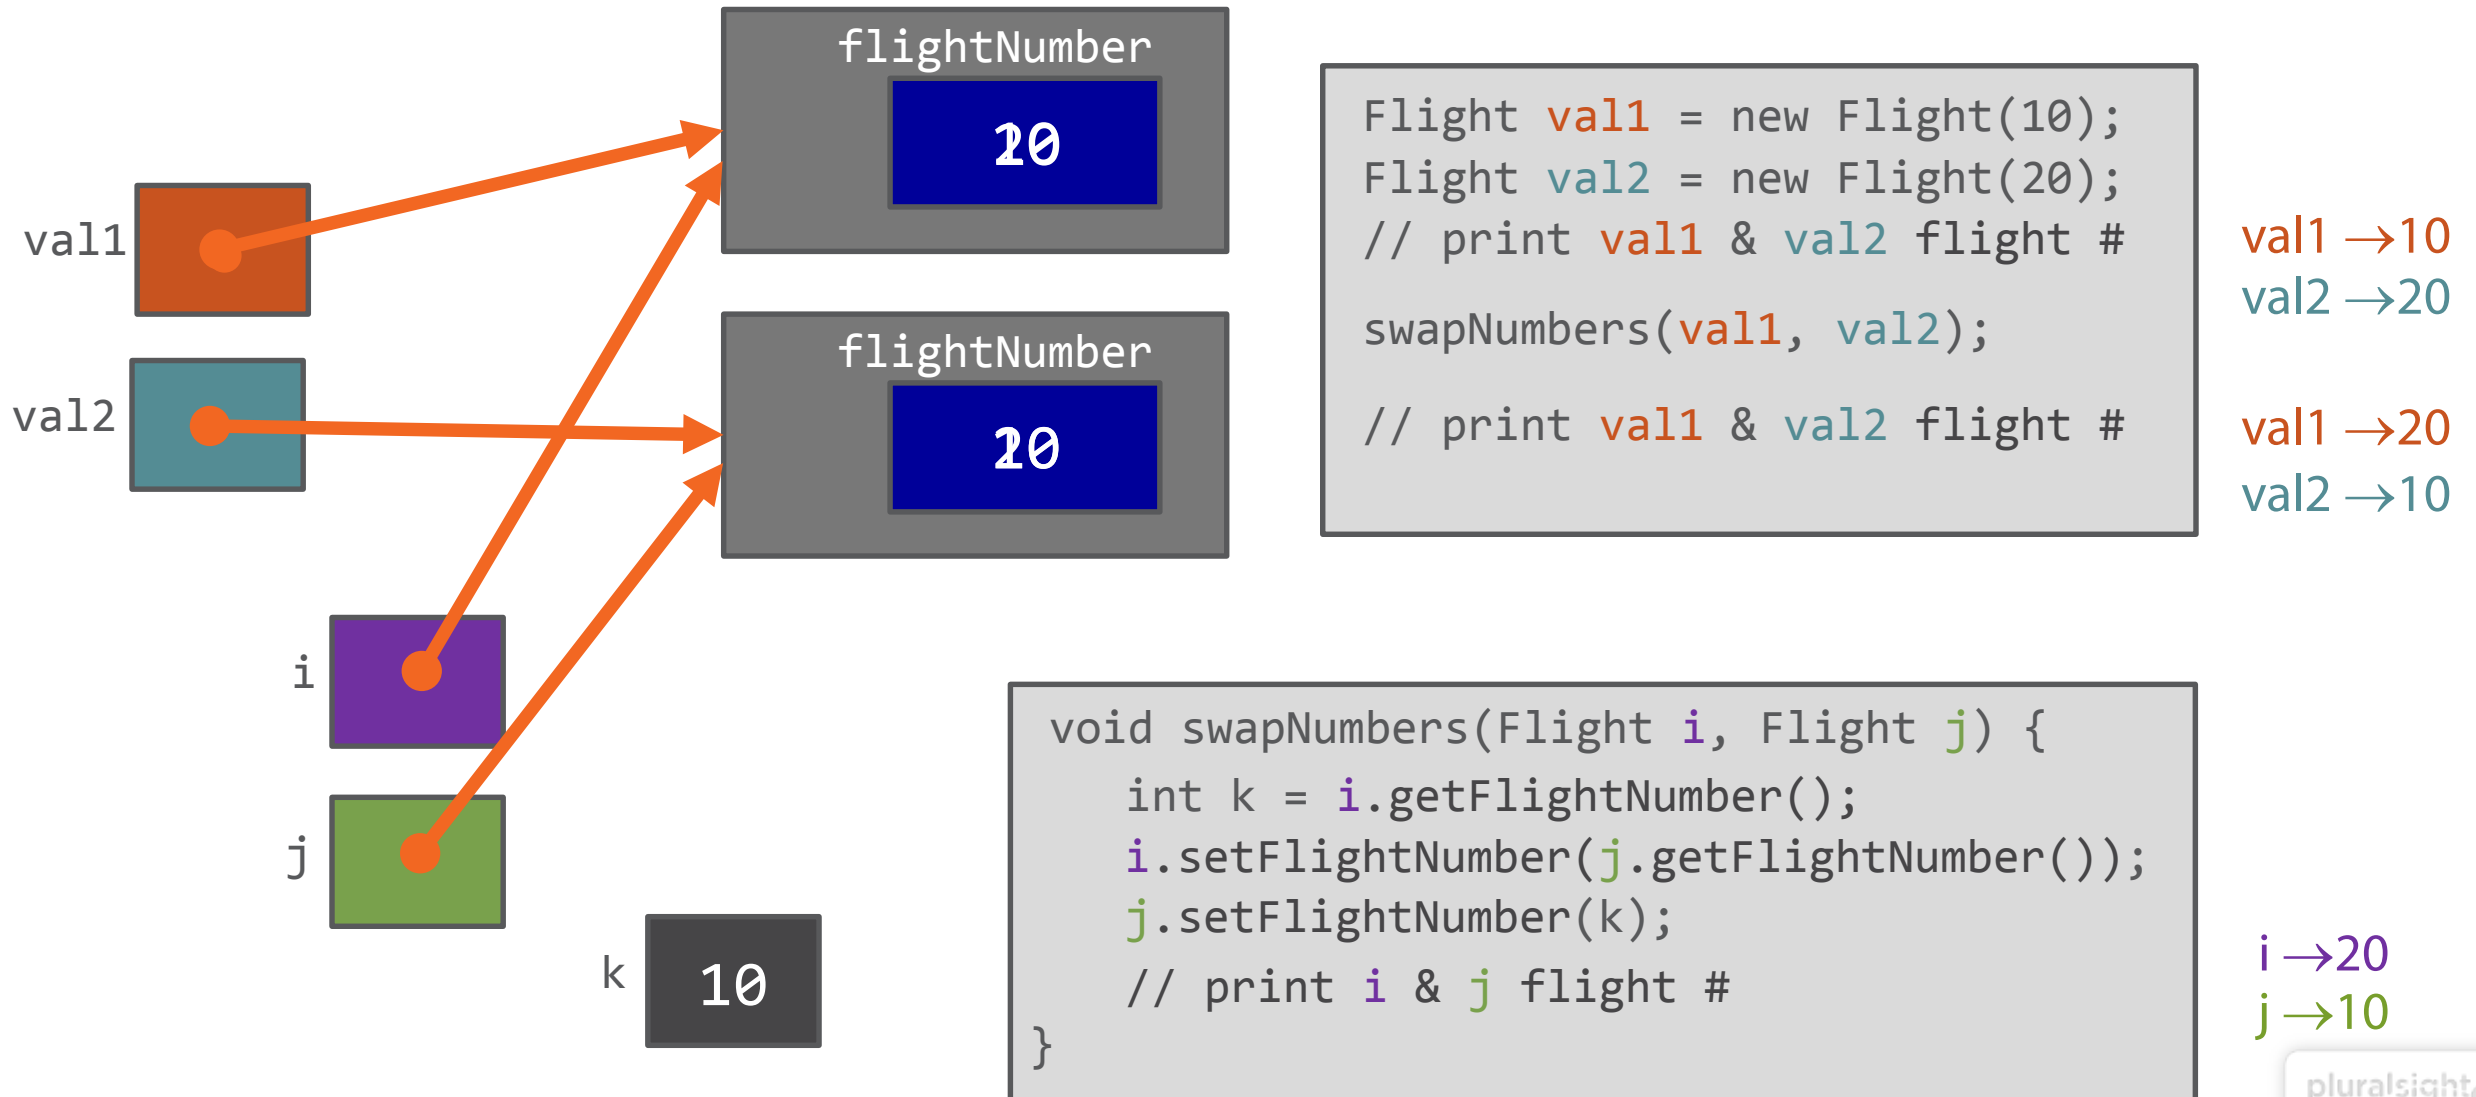 flightNumber
val1
val2
flightNumber
i
j
k 10
Flight val1 = new Flight(10);
Flight val2 = new Flight(20);
// print val1 & val2 flight #
swapNumbers(val1, val2);
// print val1 & val2 flight #
val1 →10
val2 →20
val1 →20
val2 →10
void swapNumbers(Flight i, Flight j) {
int k = i.getFlightNumber();
i.setFlightNumber(j.getFlightNumber());
j.setFlightNumber(k);
// print i & j flight #
}
i →20
j →10
pluralsight